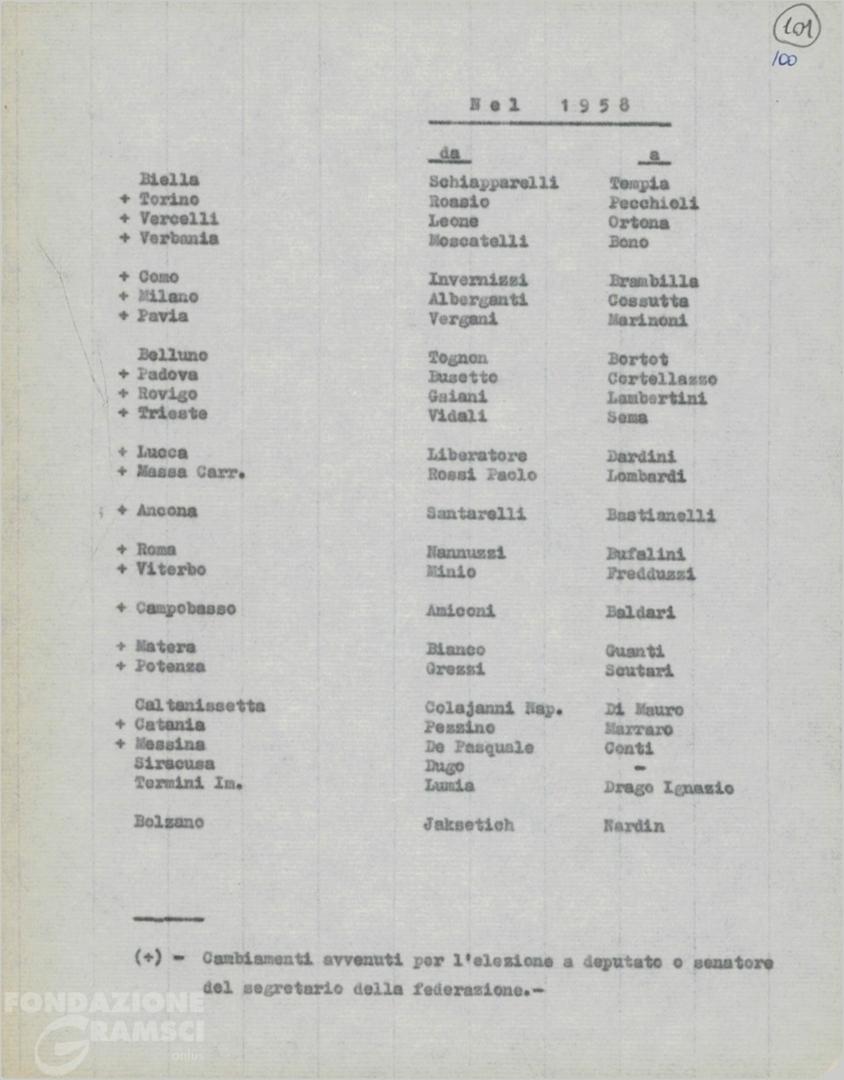 101
100
Nel 1958
da a
Biella Schiapparelli Tempia
+ Torino Roasio Pecchioli
+ Vercelli Leone Ortona
+ Verbania Moscatelli Bono
+ Como Invernizzi Brambilla
+ Milano Alberganti Cossutta
+ Pavia Vergani Marinoni
Belluno Tognon Bortot
+ Padova Busetto Cortellazzo
+ Rovigo Gaiani Lambertini
+ Trieste Vidali Sema
+ Lucca Liberatore Dardini
+ Massa Carr. Rossi Paolo Lombardi
+ Ancona Santarelli Bastianelli
+ Roma Nannuzzi Bufalini
+ Viterbo Minio Fredduzzi
+ Campobasso Amiconi Baldari
+ Matera Bianco Guanti
+ Potenza Grezzi Scutari
Caltanissetta Colajanni Nap. Di Mauro
+ Catania Pezzino Marraro
+ Messina De Pasquale Conti
Siracusa Dugo -
Termini Im. Lumia Drago Ignazio
Bolzano Jaksetich Nardin
(+) - Cambiamenti avvenuti per l'elezione a deputato o senatore
del segretario della federazione.-
FONDAZIONE
GRAMSCI
onlus